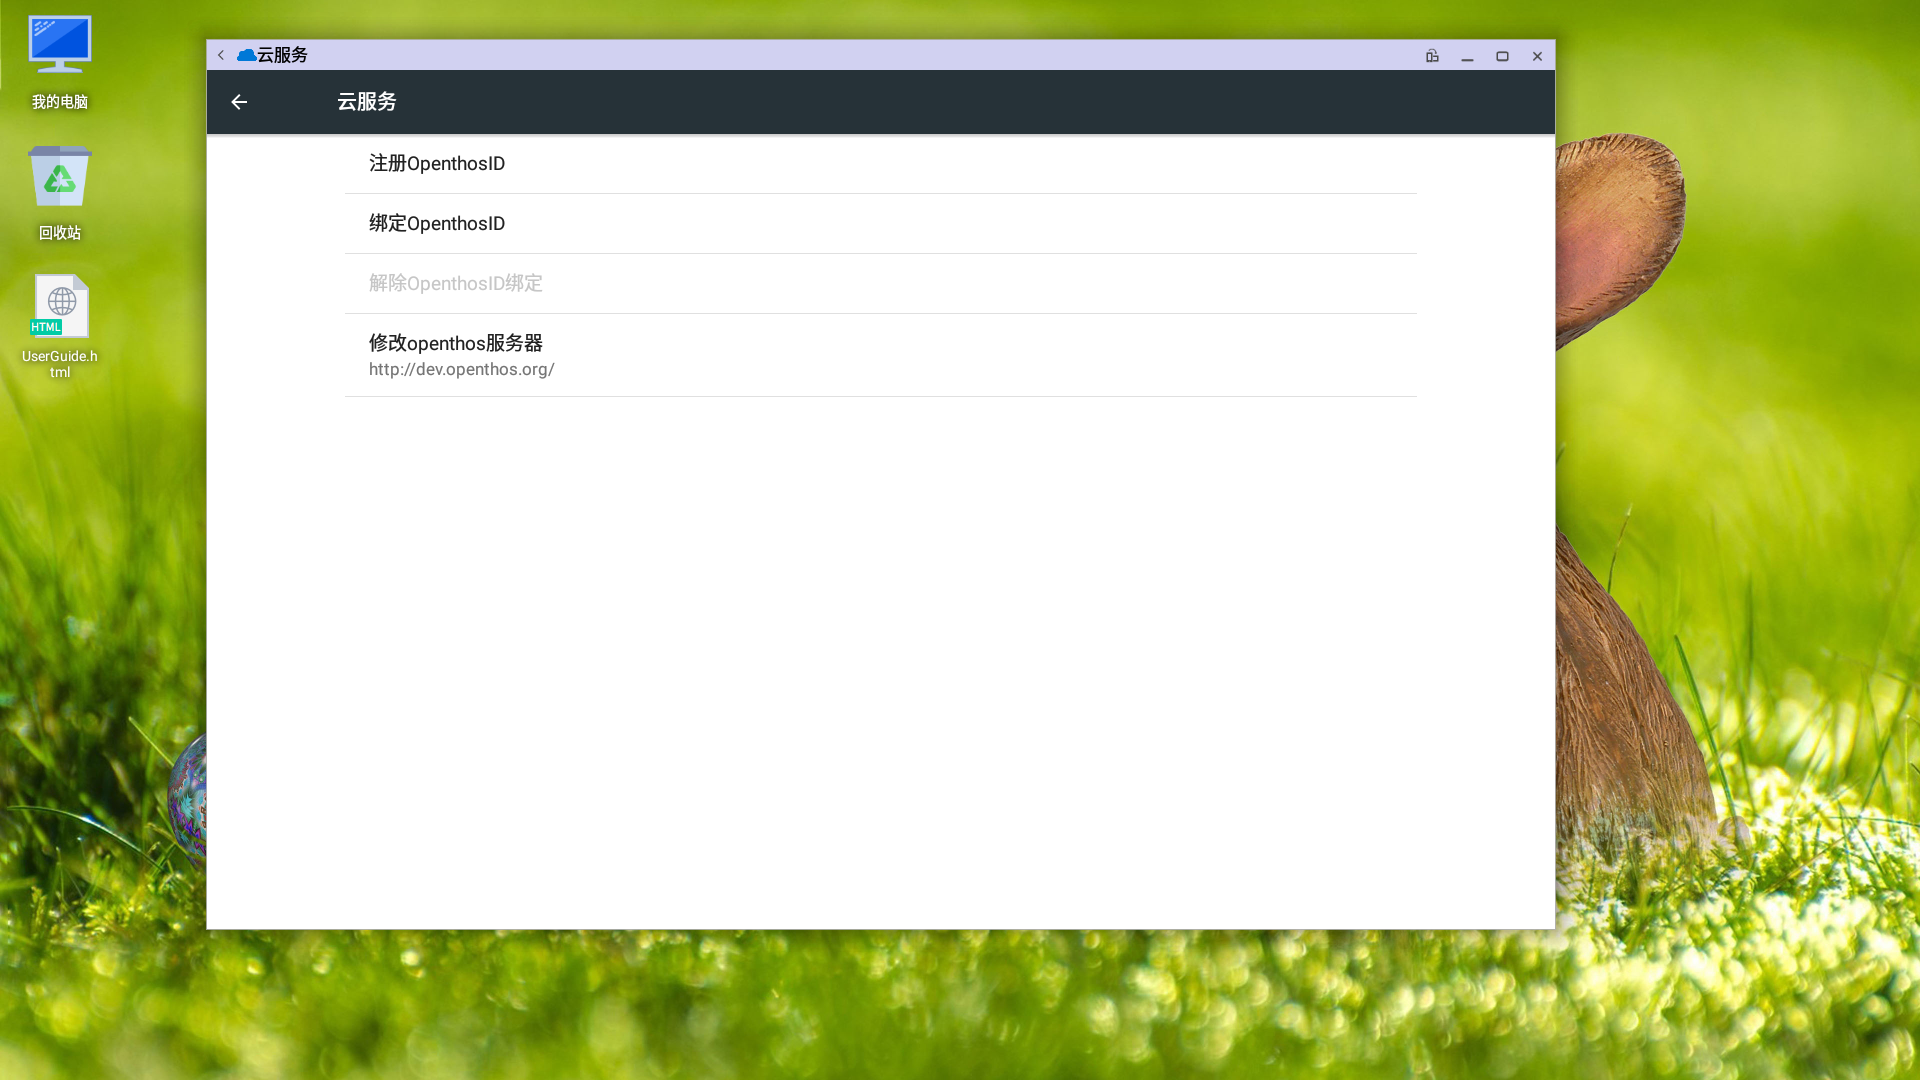 我的电脑
回收站
HTML
UserGuide.h
tml
云服务
云服务
注册OpenthosID
绑定OpenthosID
解除OpenthosID绑定
修改openthos服务器
http://dev.openthos.org/